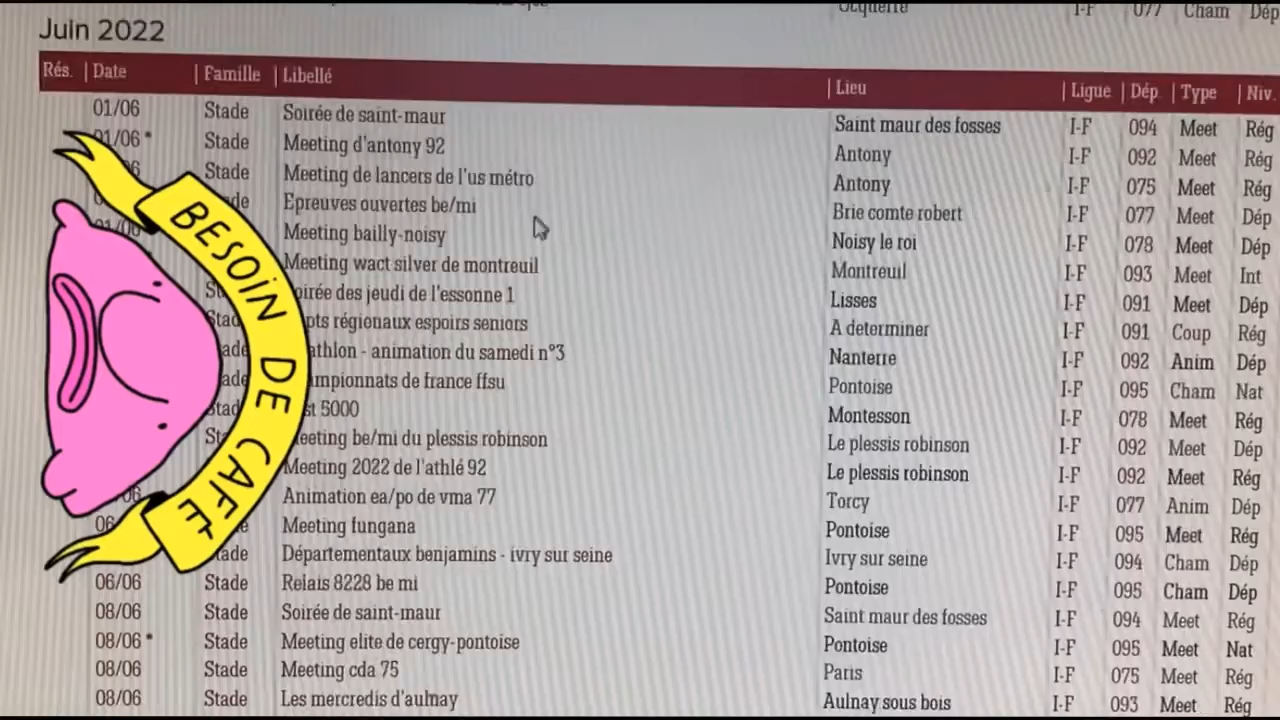 Ocquerre I-F 077 Cham Dép
Juin 2022
Rés. | Date | Famille | Libellé | Lieu | Ligue | Dép. | Type | Niv.
01/06 Stade Soirée de saint-maur Saint maur des fosses I-F 094 Meet Rég
01/06 * Stade Meeting d'antony 92 Antony I-F 092 Meet Rég
Stade Meeting de lancers de l'us métro Antony I-F 075 Meet Rég
Epreuves ouvertes be/mi Brie comte robert I-F 077 Meet Dép
Meeting bailly-noisy Noisy le roi I-F 078 Meet Dép
Meeting wact silver de montreuil Montreuil I-F 093 Meet Int
des jeudi de l'essonne 1 Lisses I-F 091 Meet Dép
régionaux espoirs seniors A determiner I-F 091 Coup Rég
- animation du samedi n°3 Nanterre I-F 092 Anim Dép
de france ffsu Pontoise I-F 095 Cham Nat
5000 Montesson I-F 078 Meet Rég
be/mi du plessis robinson Le plessis robinson I-F 092 Meet Dép
Meeting 2022 de l'athlé 92 Le plessis robinson I-F 092 Meet Rég
Animation ea/po de vma 77 Torcy I-F 077 Anim Dép
Meeting fungana Pontoise I-F 095 Meet Rég
Départementaux benjamins - ivry sur seine Ivry sur seine I-F 094 Cham Dép
06/06 Stade Relais 8228 be mi Pontoise I-F 095 Cham Dép
08/06 Stade Soirée de saint-maur Saint maur des fosses I-F 094 Meet Rég
08/06 * Stade Meeting elite de cergy-pontoise Pontoise I-F 095 Meet Nat
08/06 Stade Meeting cda 75 Paris I-F 075 Meet Rég
08/06 Stade Les mercredis d'aulnay Aulnay sous bois I-F 093 Meet Rég
BESOIN DE CAFÉ